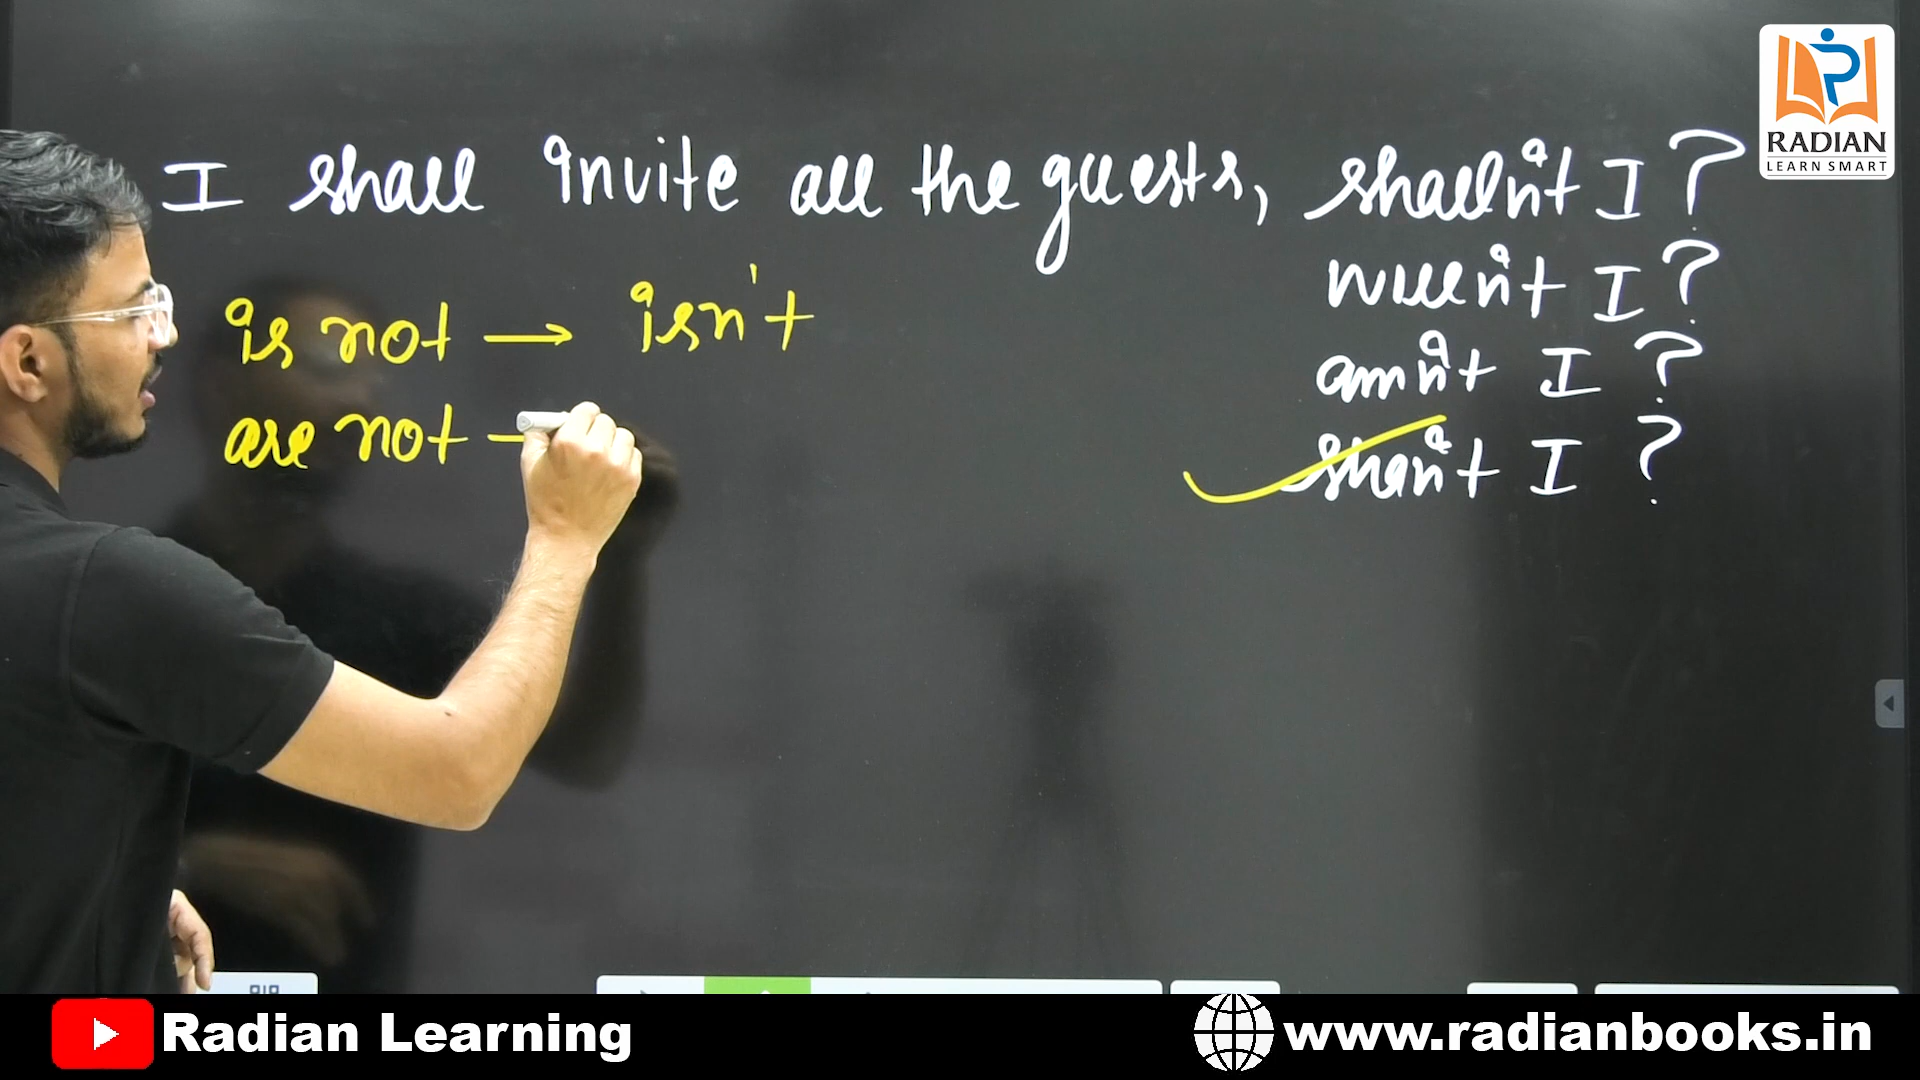 RADIAN
LEARN SMART
I shall invite all the guests, shalln't I ?
willn't I ?
amn't I ?
shan't I ?
is not → isn't
are not –
Radian Learning
www.radianbooks.in